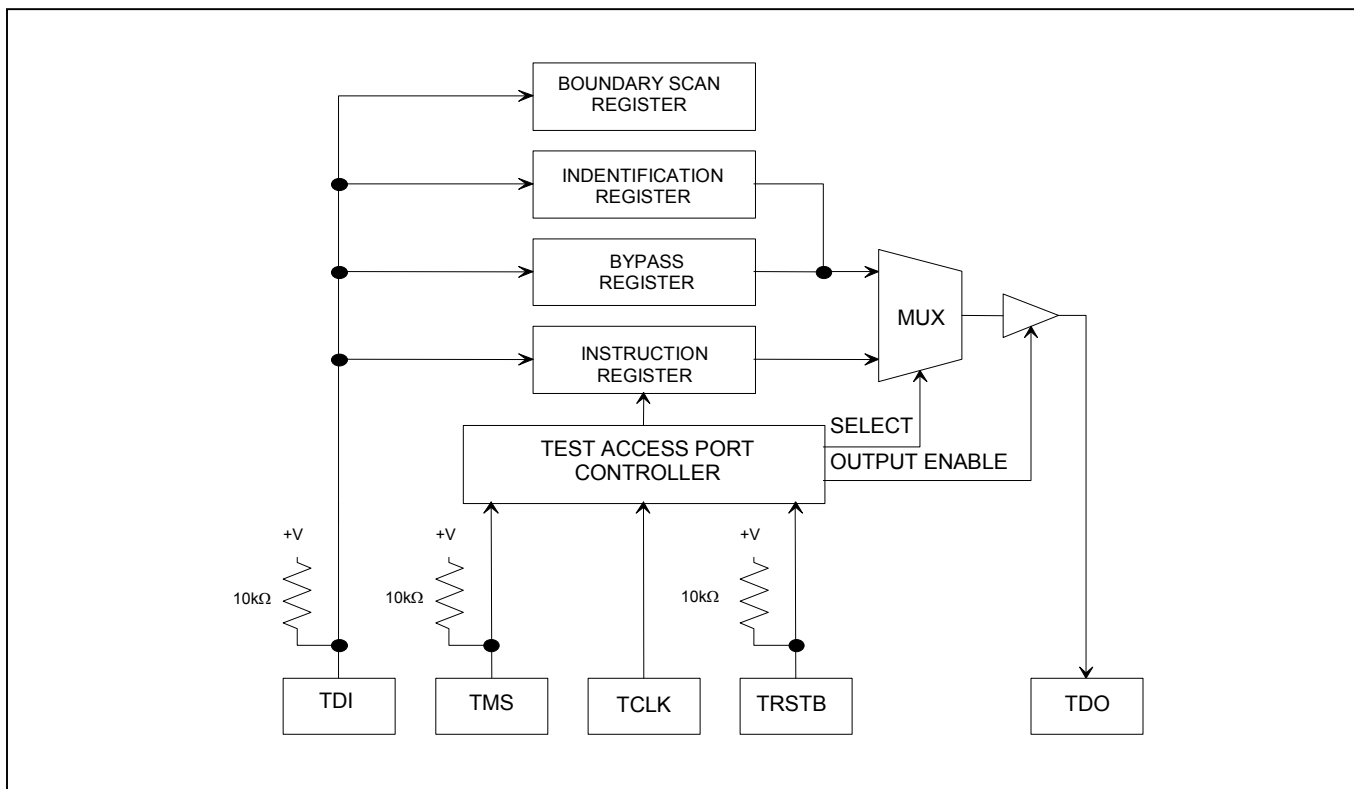 BOUNDARY SCAN
REGISTER
INDENTIFICATION
REGISTER
BYPASS
REGISTER
MUX
INSTRUCTION
REGISTER
SELECT
TEST ACCESS PORT
CONTROLLER
OUTPUT ENABLE
+V
+V
+V
10kΩ
10kΩ
10kΩ
TDI
TMS
TCLK
TRSTB
TDO